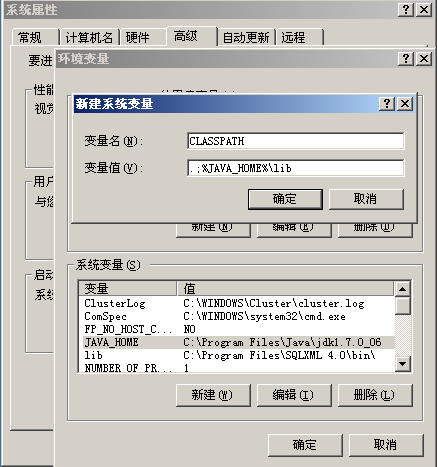 系统属性
常规 计算机名 硬件 高级 自动更新 远程
要进
环境变量
性能
视觉
新建系统变量
变量名(N): CLASSPATH
变量值(V): .;%JAVA_HOME%\lib
确定 取消
用户
与您
新建(N) 编辑(E) 删除(D)
启动
系统
系统变量(S)
变量 值
ClusterLog C:\WINDOWS\Cluster\cluster.log
ComSpec C:\WINDOWS\system32\cmd.exe
FP_NO_HOST_C... NO
JAVA_HOME C:\Program Files\Java\jdk1.7.0_06
lib C:\Program Files\SQLXML 4.0\bin\
NUMBER_OF_PR... 1
新建(W) 编辑(I) 删除(L)
确定 取消